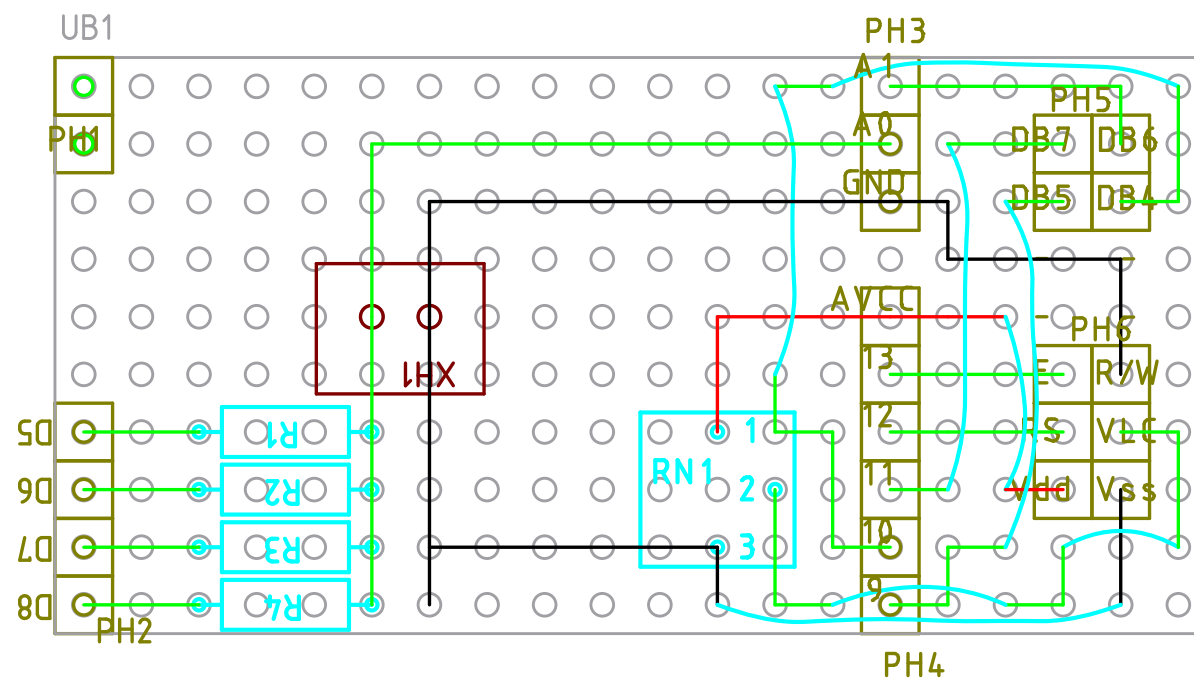 UB1
PH3
A1
PH5
PH1
A0
DB7
DB6
GND
DB5
DB4
AVCC
PH6
13
E
R/W
XH1
12
RS
VLC
D5
R1
1
RN1
11
Vdd
Vss
D6
R2
2
10
D7
R3
3
9
D8
R4
PH2
PH4